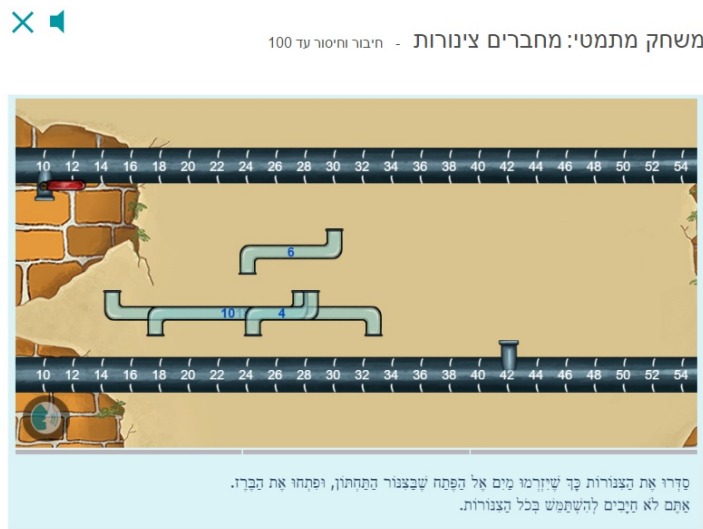 משחק מתמטי: מחברים צינורות - חיבור וחיסור עד 100
10 12 14 16 18 20 22 24 26 28 30 32 34 36 38 40 42 44 46 48 50 52 54
6
10 4
10 12 14 16 18 20 22 24 26 28 30 32 34 36 38 40 42 44 46 48 50 52 54
סַדְּרוּ אֶת הַצִּנּוֹרוֹת כָּךְ שֶׁיִּזְרְמוּ מַיִם אֶל הַפֶּתַח שֶׁבַּצִּנּוֹר הַתַּחְתּוֹן, וּפִתְחוּ אֶת הַבֶּרֶז.
אַתֶּם לֹא חַיָּבִים לְהִשְׁתַּמֵּשׁ בְּכֹל הַצִּנּוֹרוֹת.